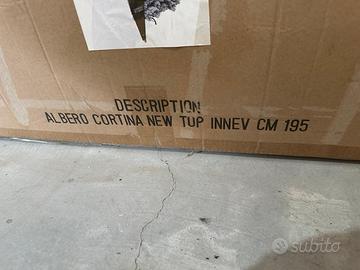 DESCRIPTION
ALBERO CORTINA NEW TUP INNEV CM 195
subito